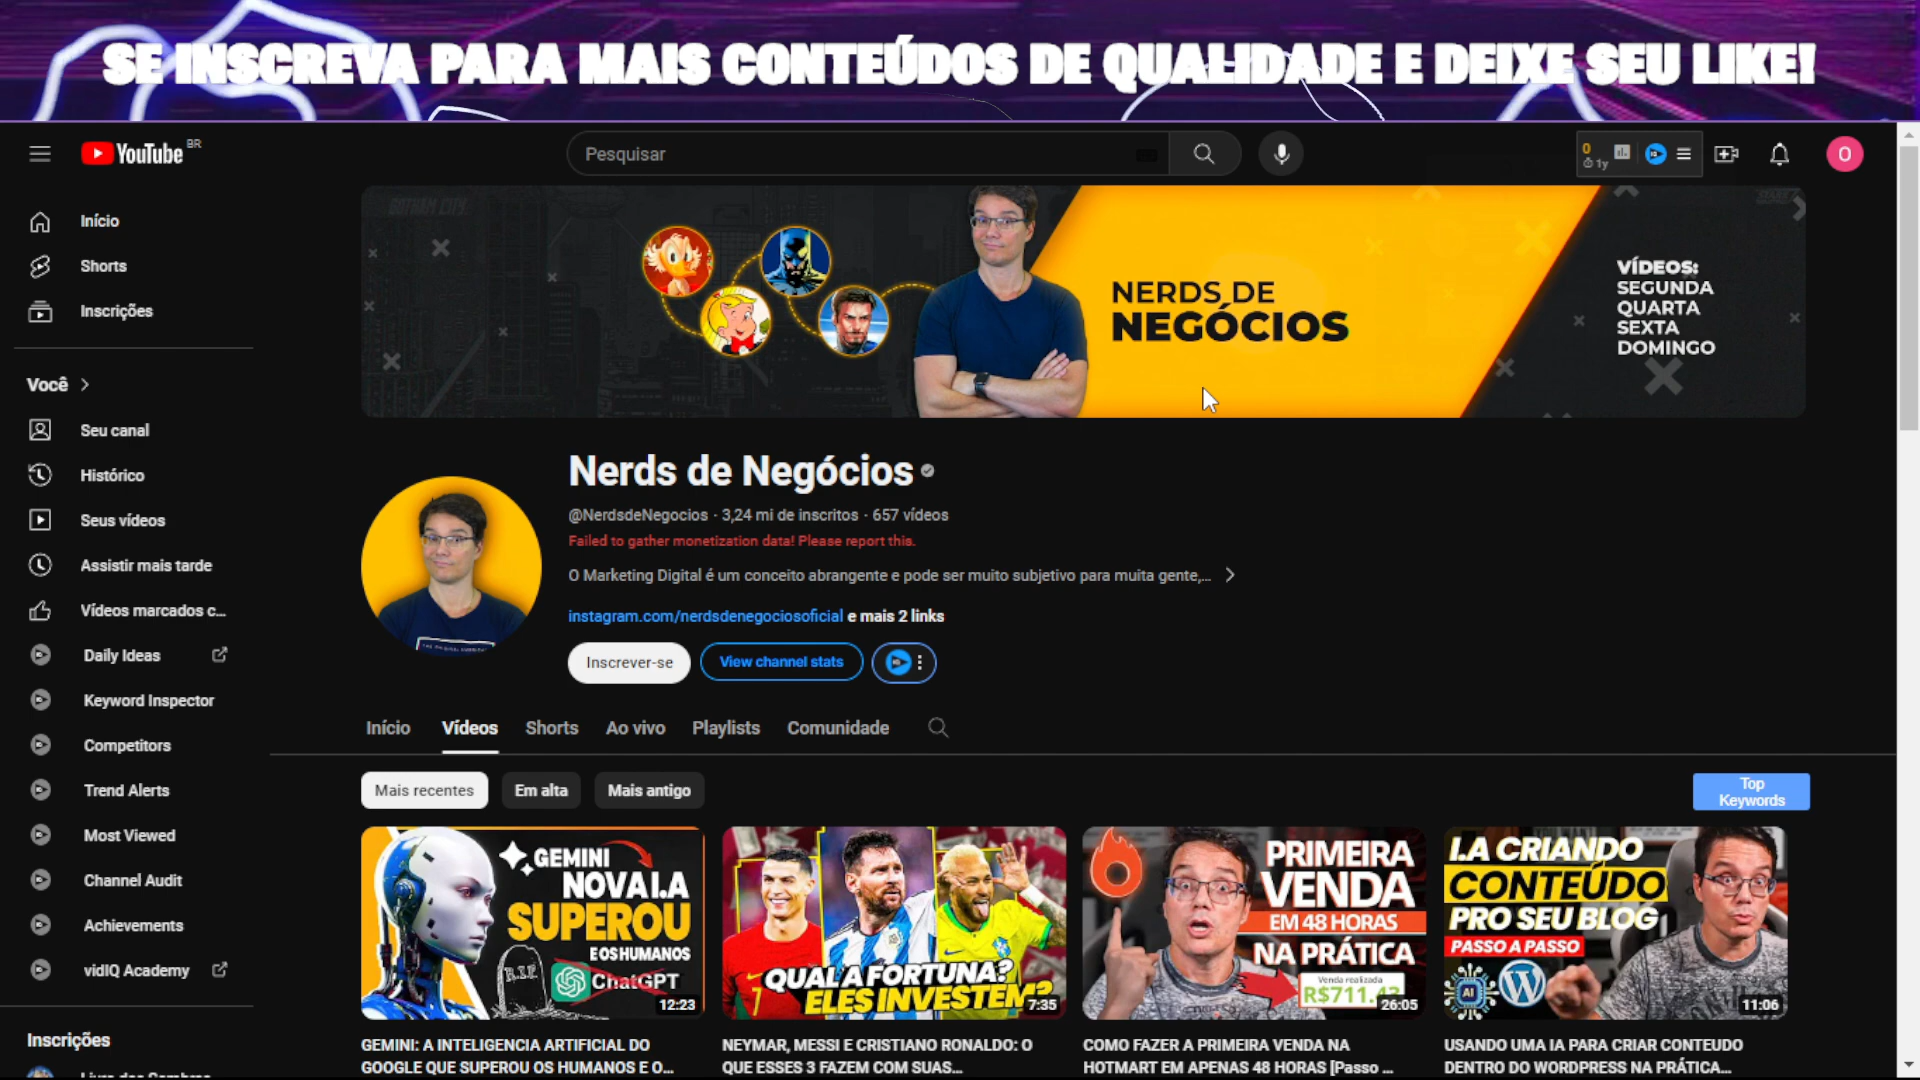 SE INSCREVA PARA MAIS CONTEÚDOS DE QUALIDADE E DEIXE SEU LIKE!
YouTube BR
Pesquisar
0
1y
O
Início
Shorts
Inscrições
Você
Seu canal
Histórico
Seus vídeos
Assistir mais tarde
Vídeos marcados c...
Daily Ideas
Keyword Inspector
Competitors
Trend Alerts
Most Viewed
Channel Audit
Achievements
vidIQ Academy
Inscrições
GOTHAM CITY
NERDS DE
NEGÓCIOS
VÍDEOS:
SEGUNDA
QUARTA
SEXTA
DOMINGO
Nerds de Negócios
@NerdsdeNegocios · 3,24 mi de inscritos · 657 vídeos
Failed to gather monetization data! Please report this.
O Marketing Digital é um conceito abrangente e pode ser muito subjetivo para muita gente,...
instagram.com/nerdsdenegociosoficial e mais 2 links
Inscrever-se
View channel stats
Início
Vídeos
Shorts
Ao vivo
Playlists
Comunidade
Mais recentes
Em alta
Mais antigo
Top
Keywords
GEMINI
NOVA I.A
SUPEROU
E OS HUMANOS
R.I.P.
ChatGPT
12:23
GEMINI: A INTELIGENCIA ARTIFICIAL DO
GOOGLE QUE SUPEROU OS HUMANOS E O...
QUAL A FORTUNA?
ELES INVESTEM?
7
7:35
NEYMAR, MESSI E CRISTIANO RONALDO: O
QUE ESSES 3 FAZEM COM SUAS...
PRIMEIRA
VENDA
EM 48 HORAS
NA PRÁTICA
Venda realizada
R$711,
26:05
COMO FAZER A PRIMEIRA VENDA NA
HOTMART EM APENAS 48 HORAS [Passo ...
I.A CRIANDO
CONTEÚDO
PRO SEU BLOG
PASSO A PASSO
AI
11:06
USANDO UMA IA PARA CRIAR CONTEUDO
DENTRO DO WORDPRESS NA PRÁTICA...